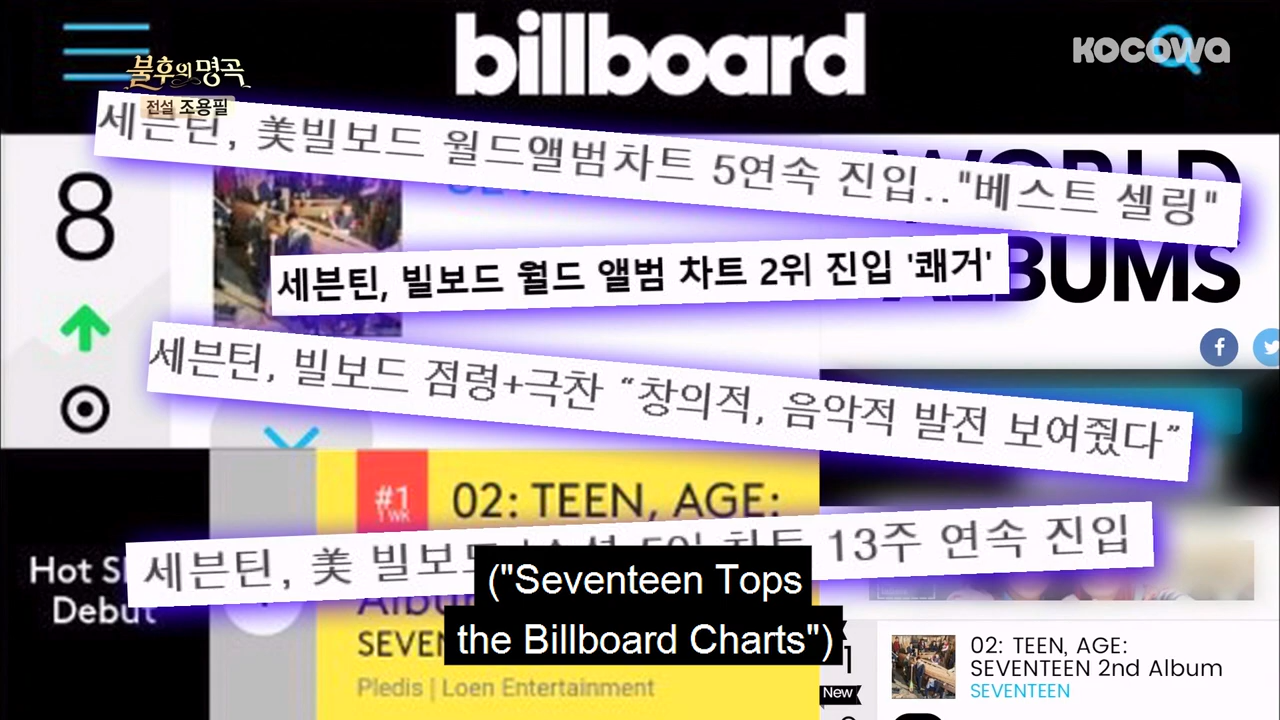 billboard
KOCOWA
불후의 명곡
전설 조용필
세븐틴, 美빌보드 월드앨범차트 5연속 진입.."베스트 셀링"
8
WORLD
ALBUMS
세븐틴, 빌보드 월드 앨범 차트 2위 진입 '쾌거'
세븐틴, 빌보드 점령+극찬 “창의적, 음악적 발전 보여줬다”
#1
1 WK
02: TEEN, AGE:
세븐틴, 美 빌보드 13주 연속 진입
Hot
Debut
("Seventeen Tops
the Billboard Charts")
Pledis | Loen Entertainment
New
02: TEEN, AGE:
SEVENTEEN 2nd Album
SEVENTEEN